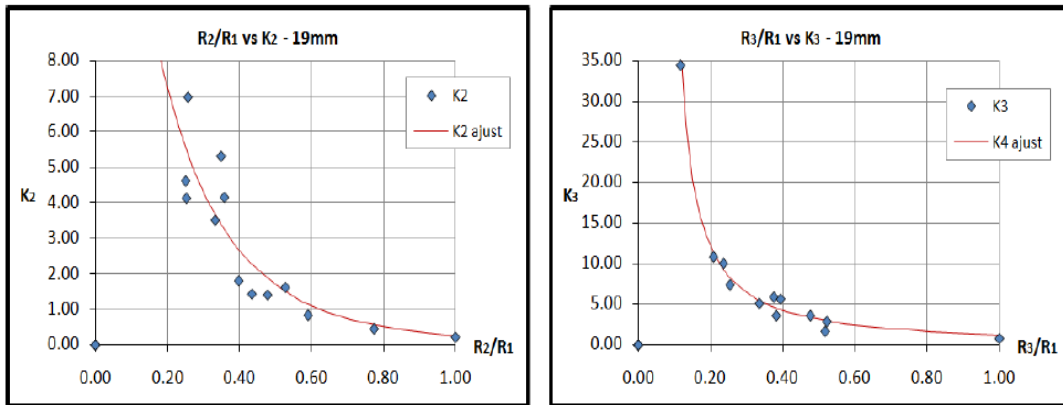 R2/R1 vs K2 - 19mm
8.00
7.00
6.00
5.00
4.00
3.00
2.00
1.00
0.00
K2
K2
K2 ajust
0.00 0.20 0.40 0.60 0.80 1.00
R2/R1
R3/R1 vs K3 - 19mm
35.00
30.00
25.00
20.00
15.00
10.00
5.00
0.00
K3
K3
K4 ajust
0.00 0.20 0.40 0.60 0.80 1.00
R3/R1